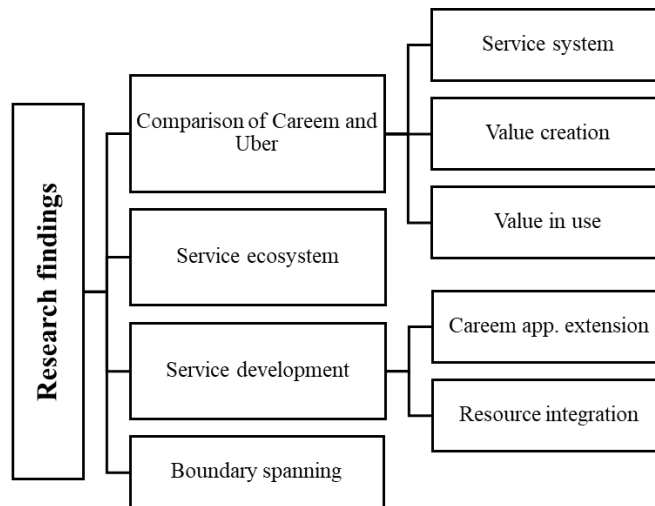 Research findings
Comparison of Careem and
Uber
Service system
Value creation
Value in use
Service ecosystem
Service development
Careem app. extension
Resource integration
Boundary spanning